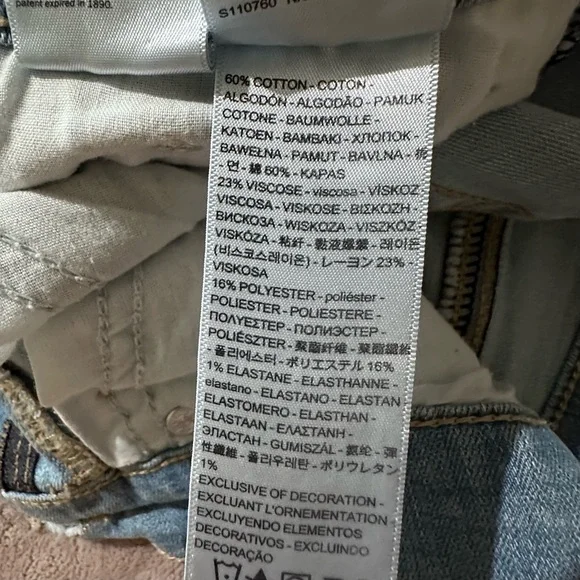 patent expired in 1890.
S110760
60% COTTON - COTON -
ALGODÓN - ALGODÃO - PAMUK
COTONE - BAUMWOLLE -
KATOEN - ΒΑΜΒΑΚΙ - ХЛОПОК -
BAWEŁNA - PAMUT - BAVLNA - 棉
면 - 綿 60% - KAPAS
23% VISCOSE - viscosa - VİSKOZ
VISCOSA - VISKOSE - ΒΙΣΚΟΖΗ
ВИСКОЗА - WISKOZA - VISZKÓZ
VISKÓZA - 粘纤 - 黏液嫘縈 - 레이온
(비스코스레이온) - レーヨン 23% -
VISKOSA
16% POLYESTER - poliéster -
POLIESTER - POLIESTERE -
ΠΟΛΥΕΣΤΕΡ - ПОЛИЭСТЕР -
POLIÉSZTER - 聚酯纤维 - 聚酯纖維
- 폴리에스터 - ポリエステル 16%
1% ELASTANE - ELASTHANNE -
elastano - ELASTANO - ELASTAN
ELASTOMERO - ELASTHAN -
ELASTAAN - ΕΛΑΣΤΑΝΗ -
ЭЛАСТАН - GUMISZÁL - 氨纶 - 彈
性纖維 - 폴리우레탄 - ポリウレタン
1%
EXCLUSIVE OF DECORATION -
EXCLUANT L'ORNEMENTATION -
EXCLUYENDO ELEMENTOS
DECORATIVOS - EXCLUINDO
DECORAÇÃO